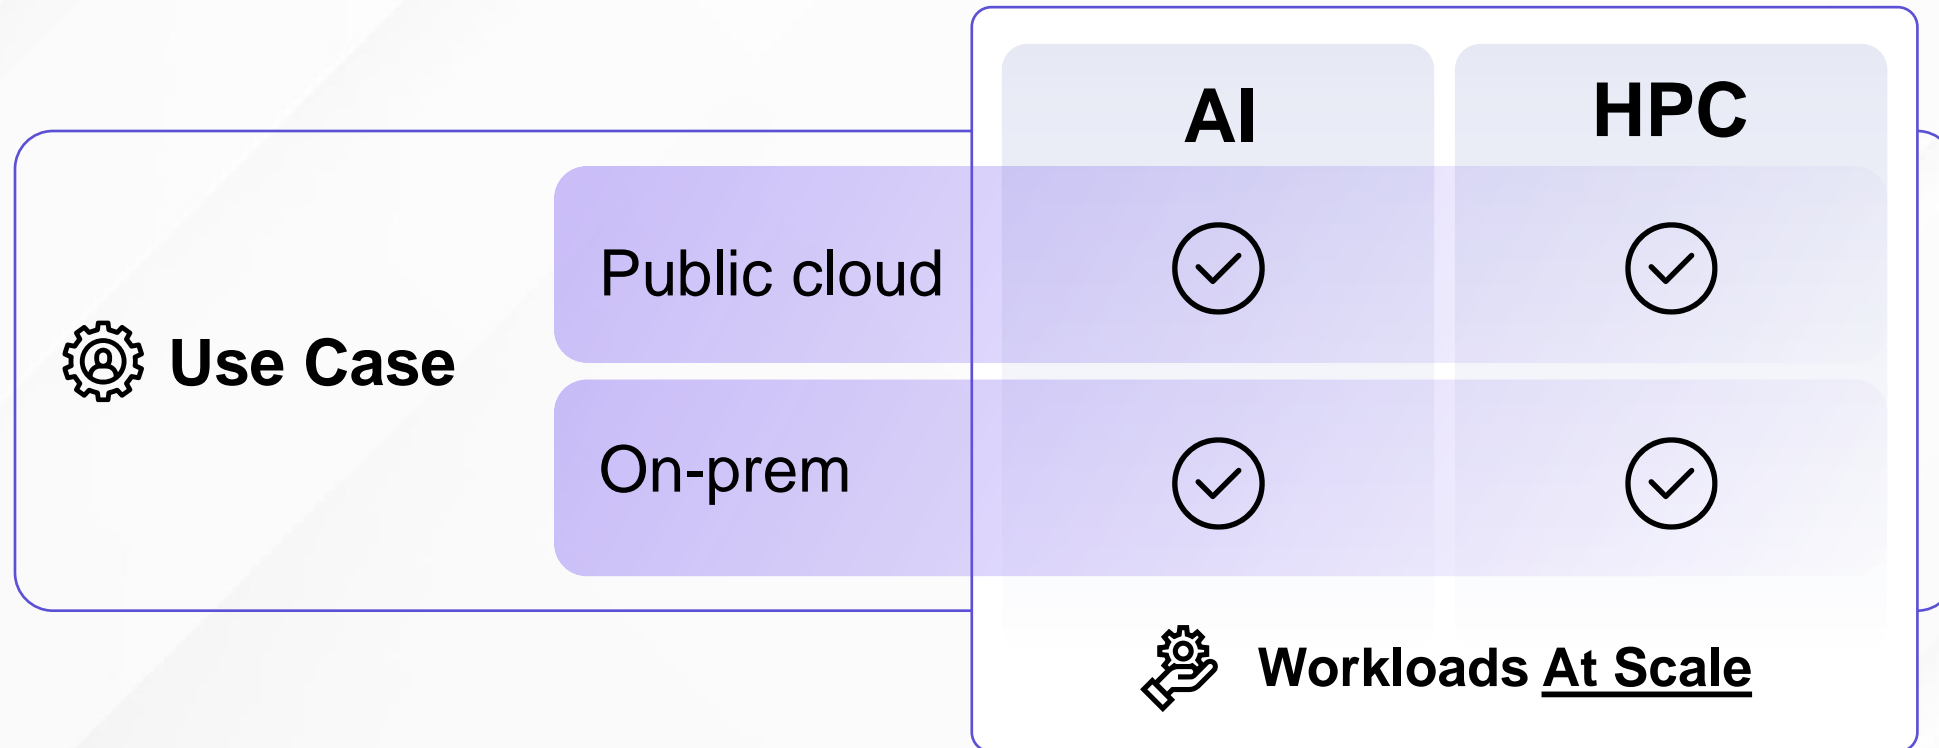 AI
HPC
Public cloud
Use Case
On-prem
Workloads At Scale